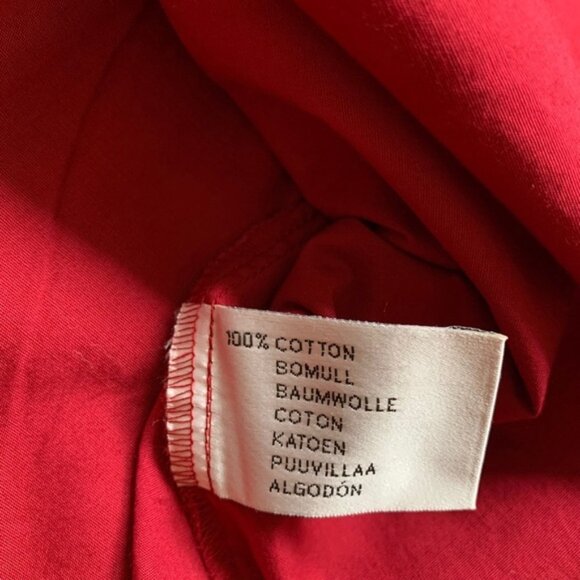 100% COTTON
BOMULL
BAUMWOLLE
COTON
KATOEN
PUUVILLAA
ALGODÓN